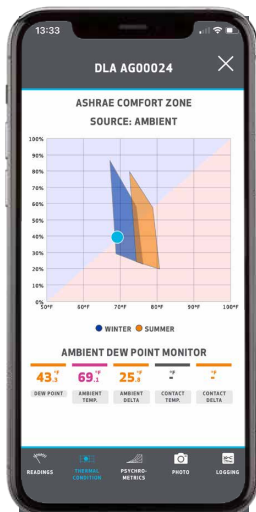 13:33
DLA AG00024
ASHRAE COMFORT ZONE
SOURCE: AMBIENT
100%
90%
80%
70%
60%
50%
40%
30%
20%
10%
0%
50°F 60°F 70°F 80°F 90°F 100°F
WINTER SUMMER
AMBIENT DEW POINT MONITOR
43.3 °F 69.1 °F 25.9 °F - °F - °F
DEW POINT AMBIENT TEMP. AMBIENT DELTA CONTACT TEMP. CONTACT DELTA
READINGS THERMAL CONDITION PSYCHRO-METRICS PHOTO LOGGING